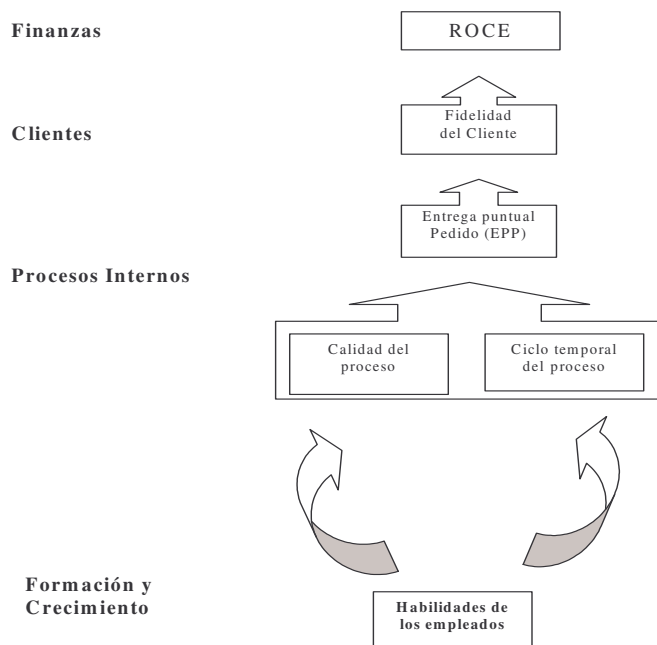 Finanzas
ROCE
Clientes
Fidelidad
del Cliente
Entrega puntual
Pedido (EPP)
Procesos Internos
Calidad del
proceso
Ciclo temporal
del proceso
Formación y
Crecimiento
Habilidades de
los empleados